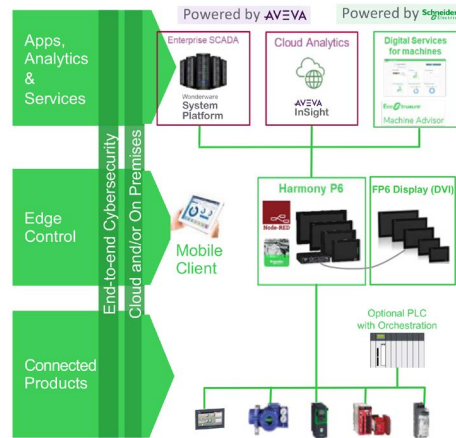 Powered by AVEVA
Powered by Schneider
Apps,
Analytics
&
Services
Enterprise SCADA
Wonderware
System
Platform
Cloud Analytics
AVEVA
InSight
Digital Services
for machines
EcoStruxure
Machine Advisor
End-to-end Cybersecurity
Cloud and/or On Premises
Edge
Control
Mobile
Client
Harmony P6
Node-RED
FP6 Display (DVI)
Connected
Products
Optional PLC
with Orchestration